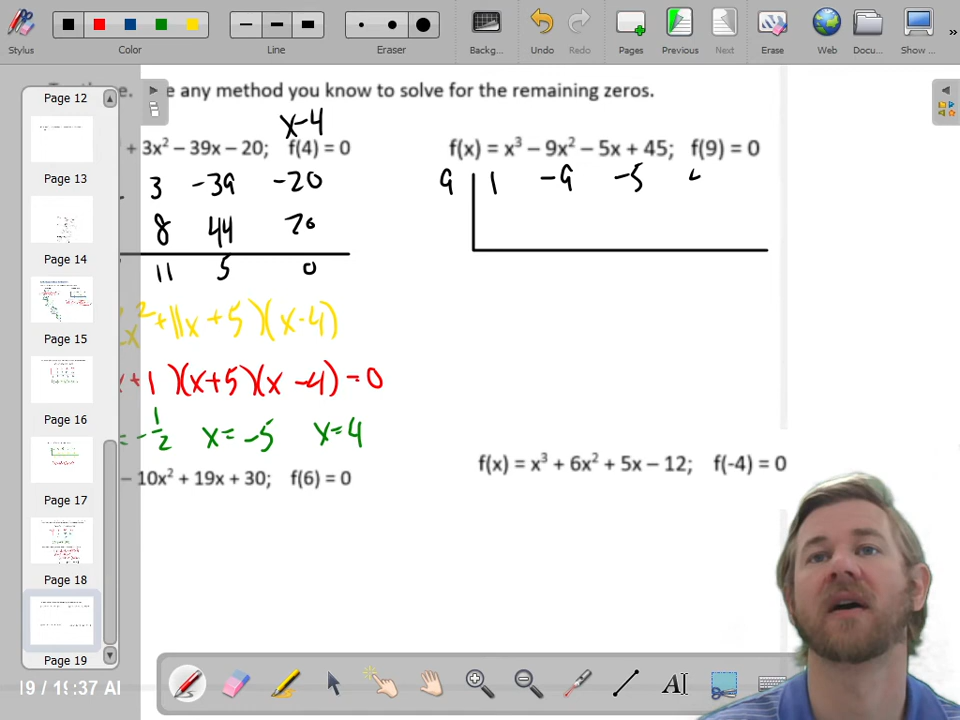 Stylus
Color
Line
Eraser
Backg...
Undo
Redo
Pages
Previous
Next
Erase
Web
Docu...
Show ...
»
Page 12
Page 13
Page 14
Page 15
Page 16
Page 17
Page 18
Page 19
any method you know to solve for the remaining zeros.
x-4
+ 3x² − 39x − 20; f(4) = 0
3 -39 -20
8 44 20
11 5 0
x² + 11x + 5)(x-4)
+ 1)(x+5)(x-4)=0
= -1/2 x= -5 x=4
− 10x² + 19x + 30; f(6) = 0
f(x) = x³ − 9x² − 5x + 45; f(9) = 0
9 1 -9 -5
f(x) = x³ + 6x² + 5x − 12; f(-4) = 0